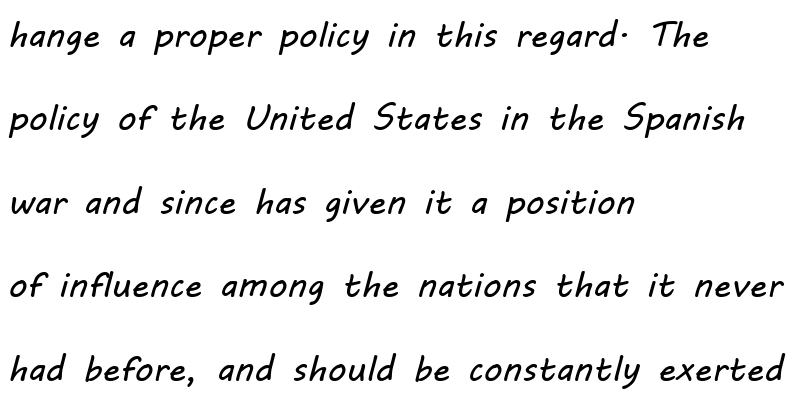 hange a proper policy in this regard. The
policy of the United States in the Spanish
war and since has given it a position
of influence among the nations that it never
had before, and should be constantly exerted